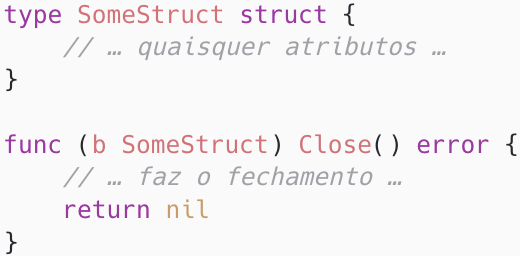 type SomeStruct struct {
    // … quaisquer atributos …
}

func (b SomeStruct) Close() error {
    // … faz o fechamento …
    return nil
}